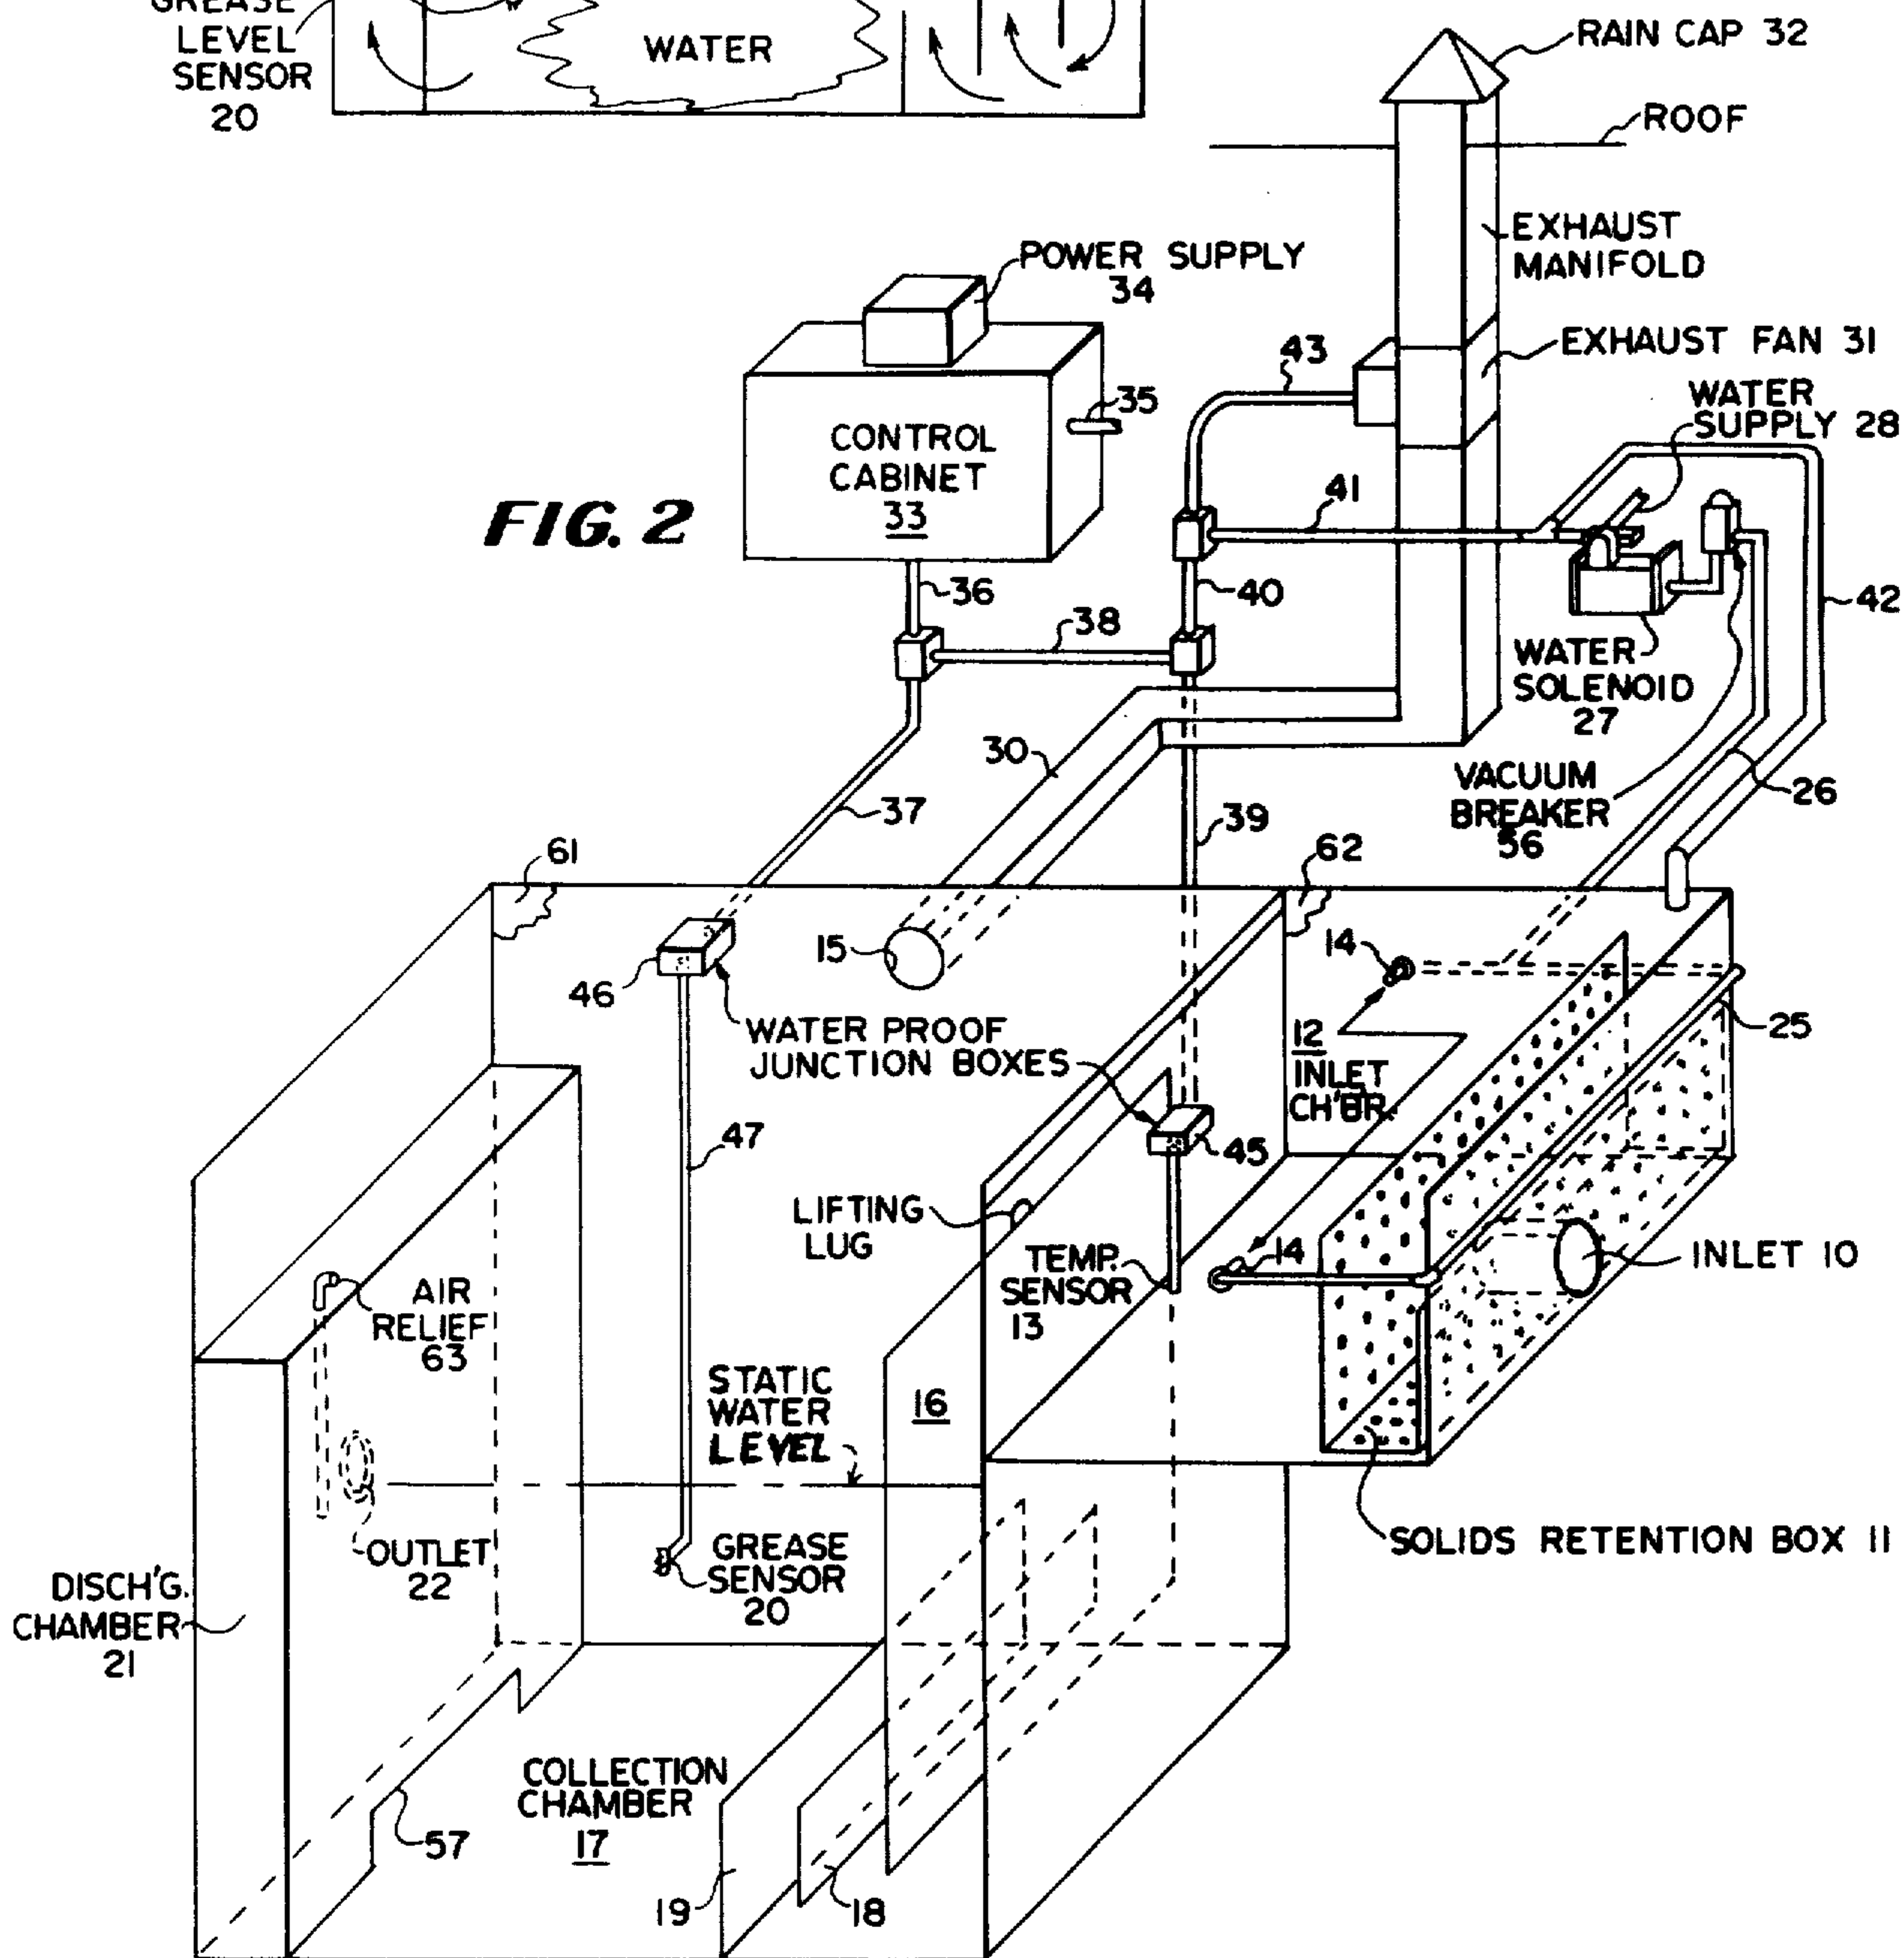 GREASE
LEVEL
SENSOR
20
WATER
RAIN CAP 32
ROOF
EXHAUST
MANIFOLD
POWER SUPPLY
34
EXHAUST FAN 31
43
35
WATER
SUPPLY 28
CONTROL
CABINET
33
FIG. 2
41
36
40
42
38
WATER
SOLENOID
27
30
VACUUM
BREAKER
56
26
37
39
61
62
15
14
46
25
WATER PROOF
JUNCTION BOXES
12
INLET
CH'BR.
47
45
LIFTING
LUG
TEMP.
SENSOR
13
14
INLET 10
AIR
RELIEF
63
STATIC
WATER
LEVEL
16
OUTLET
22
GREASE
SENSOR
20
SOLIDS RETENTION BOX 11
DISCH'G.
CHAMBER
21
COLLECTION
CHAMBER
17
57
19
18